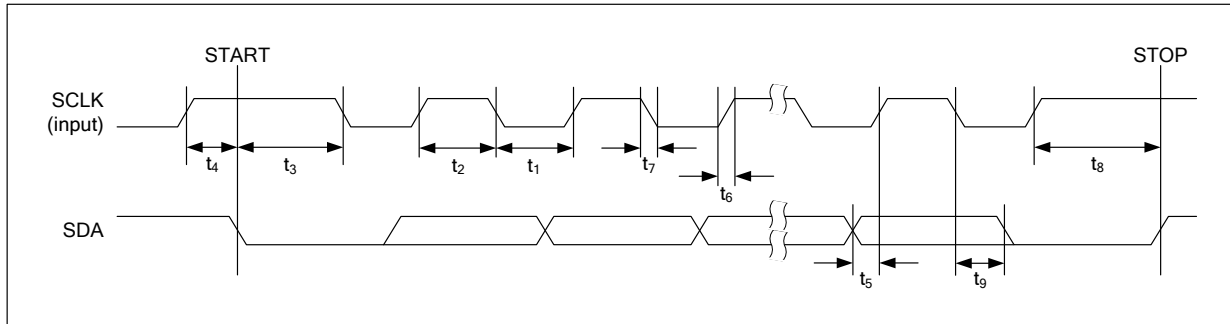 START
STOP
SCLK
(input)
t4
t3
t2
t1
t7
t6
t8
SDA
t5
t9